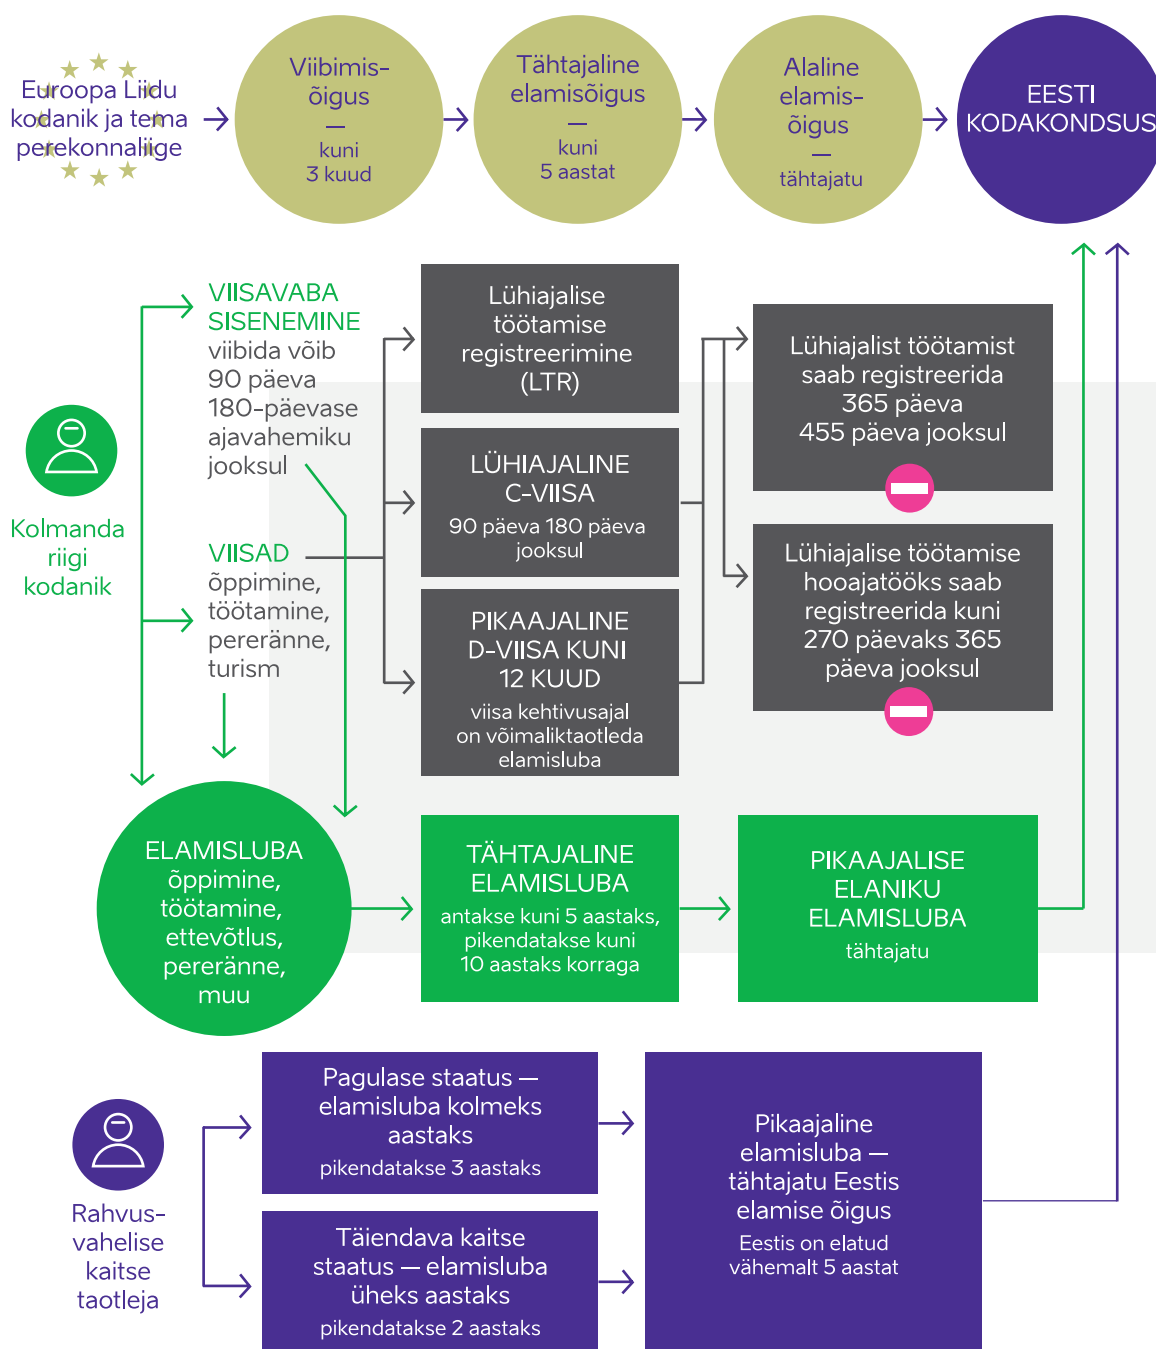 Euroopa Liidu
kodanik ja tema
perekonnaliige
Viibimis-
õigus
—
kuni
3 kuud
Tähtajaline
elamisõigus
—
kuni
5 aastat
Alaline
elamis-
õigus
—
tähtajatu
EESTI
KODAKONDSUS
Kolmanda
riigi
kodanik
VIISAVABA
SISENEMINE
viibida võib
90 päeva
180-päevase
ajavahemiku
jooksul
VIISAD
õppimine,
töötamine,
pereränne,
turism
Lühiajalise
töötamise
registreerimine
(LTR)
LÜHIAJALINE
C-VIISA
90 päeva 180 päeva
jooksul
PIKAAJALINE
D-VIISA KUNI
12 KUUD
viisa kehtivusajal
on võimaliktaotleda
elamisluba
Lühiajalist töötamist
saab registreerida
365 päeva
455 päeva jooksul
Lühiajalise töötamise
hooajatööks saab
registreerida kuni
270 päevaks 365
päeva jooksul
ELAMISLUBA
õppimine,
töötamine,
ettevõtlus,
pereränne,
muu
TÄHTAJALINE
ELAMISLUBA
antakse kuni 5 aastaks,
pikendatakse kuni
10 aastaks korraga
PIKAAJALISE
ELANIKU
ELAMISLUBA
tähtajatu
Rahvus-
vahelise
kaitse
taotleja
Pagulase staatus —
elamisluba kolmeks
aastaks
pikendatakse 3 aastaks
Täiendava kaitse
staatus — elamisluba
üheks aastaks
pikendatakse 2 aastaks
Pikaajaline
elamisluba —
tähtajatu Eestis
elamise õigus
Eestis on elatud
vähemalt 5 aastat